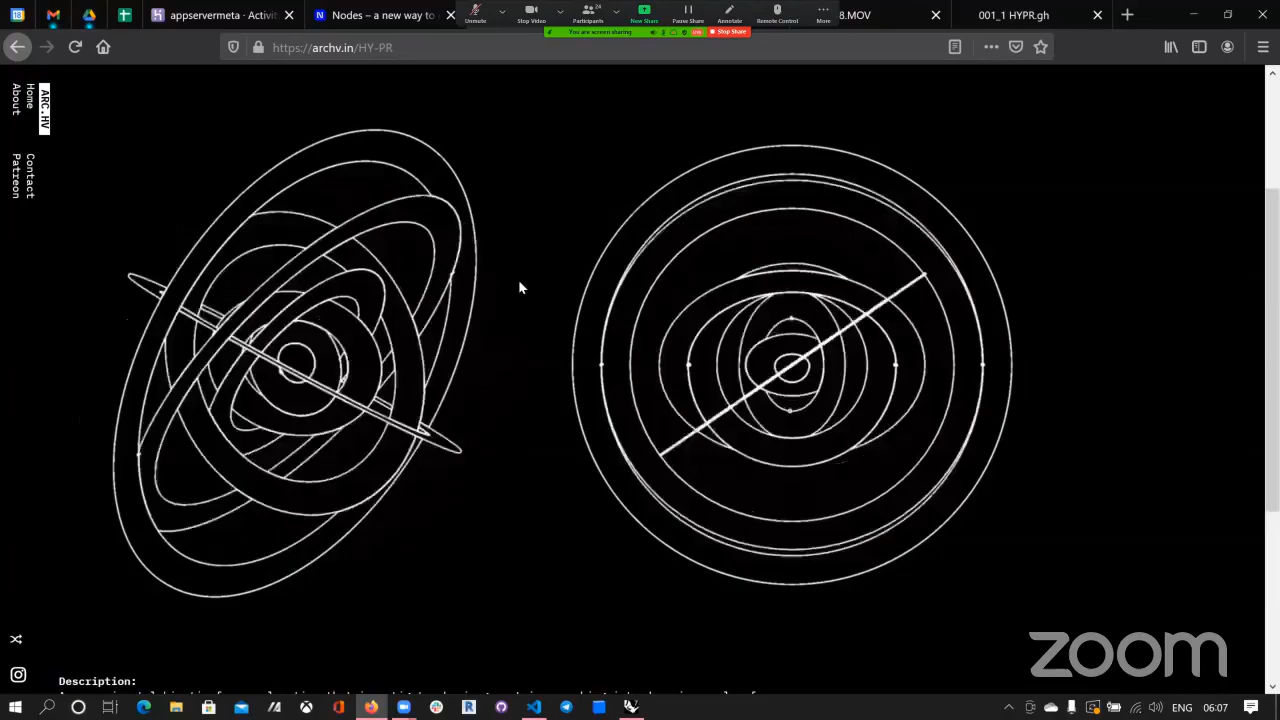 appservermeta - Activit
Nodes – a new way to
Unmute
Stop Video
24
Participants
New Share
Pause Share
Annotate
Remote Control
More
8.MOV
001_1 HYPR.gh
You are screen sharing
Stop Share
https://archv.in/HY-PR
ARC.HV
Home
About
Contact
Patreon
zoom
Description:
ENG
06:07